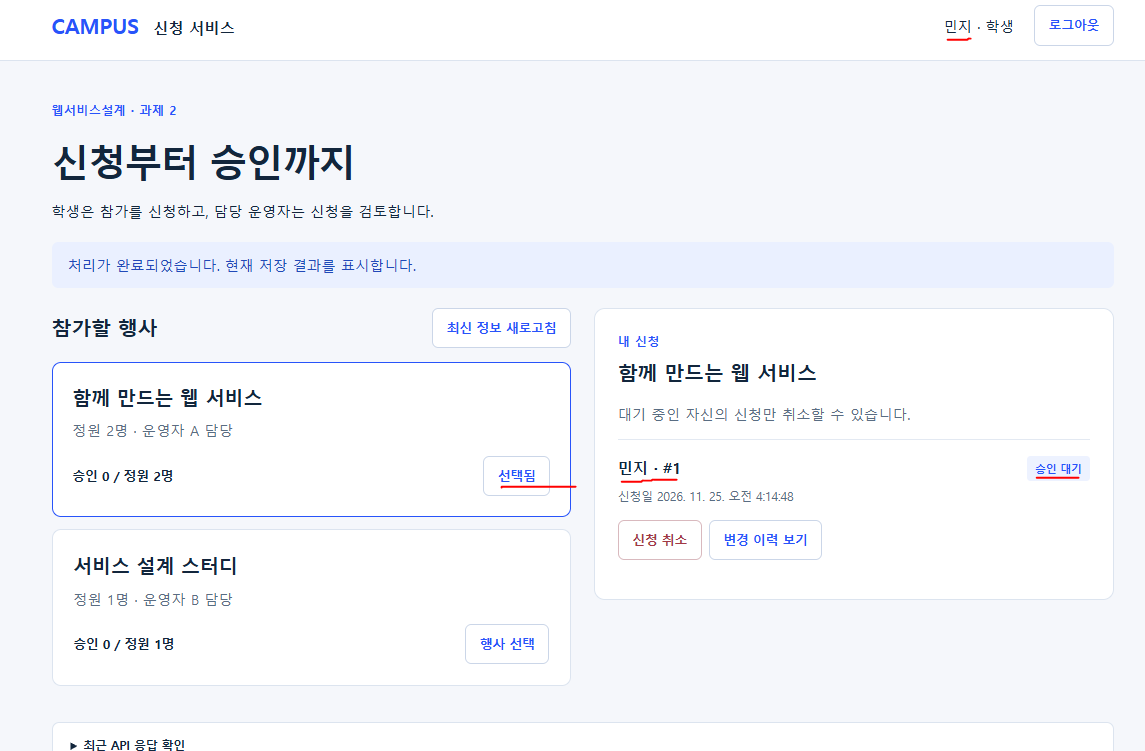 CAMPUS 신청 서비스
민지 · 학생
로그아웃
웹서비스설계 · 과제 2
신청부터 승인까지
학생은 참가를 신청하고, 담당 운영자는 신청을 검토합니다.
처리가 완료되었습니다. 현재 저장 결과를 표시합니다.
참가할 행사
최신 정보 새로고침
함께 만드는 웹 서비스
정원 2명 · 운영자 A 담당
승인 0 / 정원 2명
선택됨
서비스 설계 스터디
정원 1명 · 운영자 B 담당
승인 0 / 정원 1명
행사 선택
내 신청
함께 만드는 웹 서비스
대기 중인 자신의 신청만 취소할 수 있습니다.
민지 · #1
승인 대기
신청일 2026. 11. 25. 오전 4:14:48
신청 취소
변경 이력 보기
▶ 최근 API 응답 확인